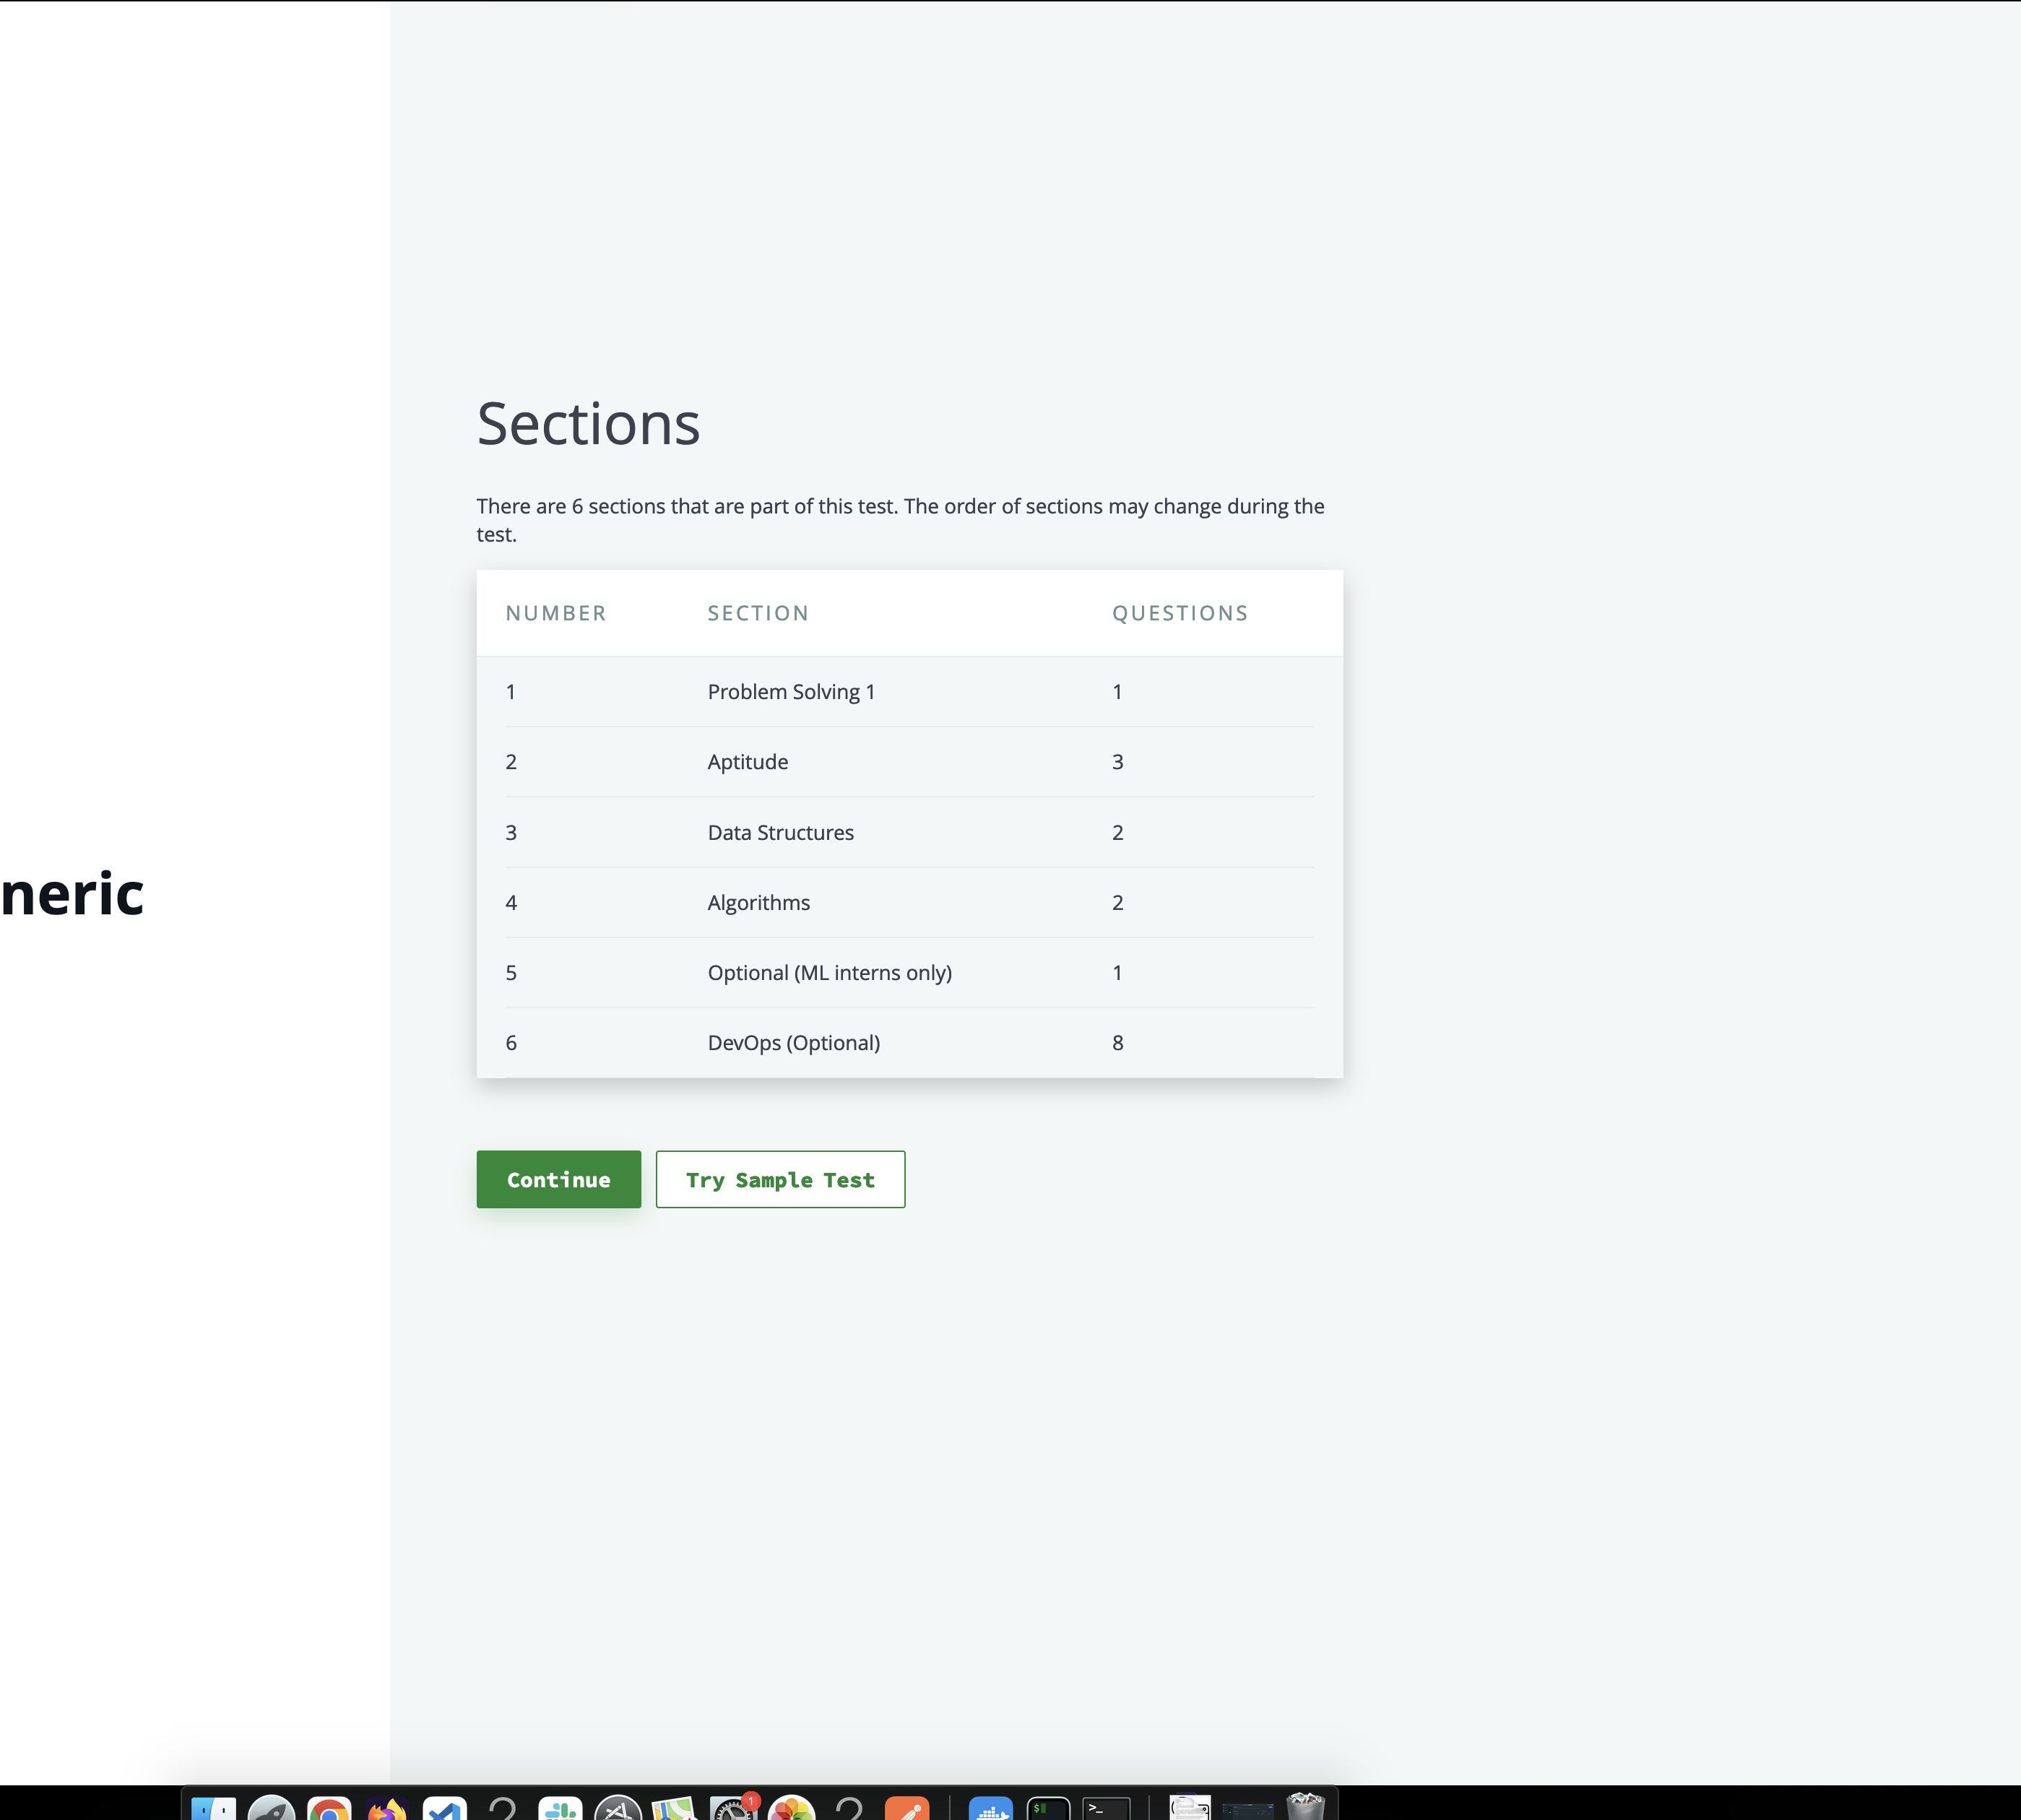 Sections
There are 6 sections that are part of this test. The order of sections may change during the
test.
NUMBER SECTION QUESTIONS
1 Problem Solving 1 1
2 Aptitude 3
3 Data Structures 2
neric
4 Algorithms 2
5 Optional (ML interns only) 1
6 DevOps (Optional) 8
Continue Try Sample Test
1
$
>_